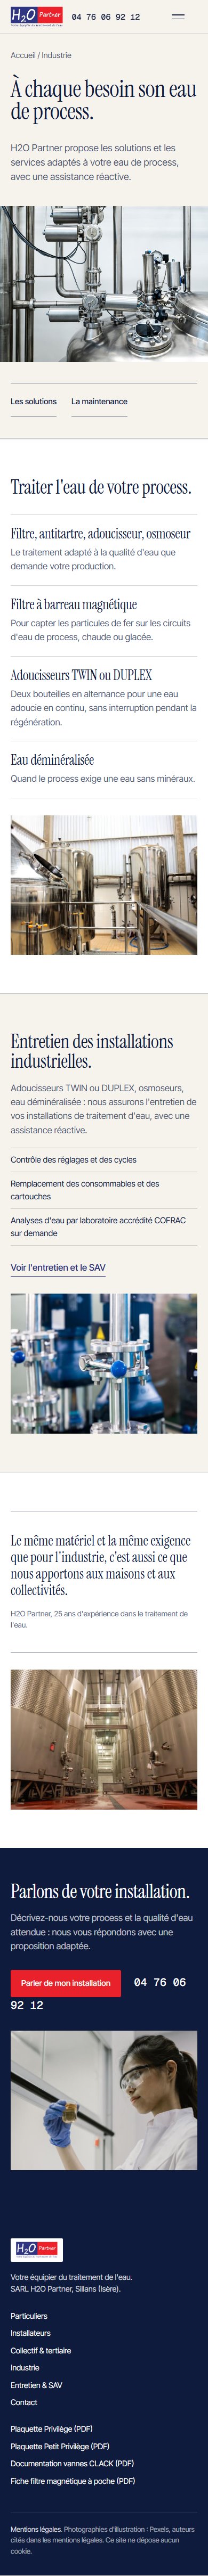 H2O Partner
04 76 06 92 12
Accueil / Industrie
À chaque besoin son eau
de process.
H2O Partner propose les solutions et les
services adaptés à votre eau de process,
avec une assistance réactive.
Les solutions
La maintenance
Traiter l'eau de votre process.
Filtre, antitartre, adoucisseur, osmoseur
Le traitement adapté à la qualité d'eau que
demande votre production.
Filtre à barreau magnétique
Pour capter les particules de fer sur les circuits
d'eau de process, chaude ou glacée.
Adoucisseurs TWIN ou DUPLEX
Deux bouteilles en alternance pour une eau
adoucie en continu, sans interruption pendant la
régénération.
Eau déminéralisée
Quand le process exige une eau sans minéraux.
Entretien des installations
industrielles.
Adoucisseurs TWIN ou DUPLEX, osmoseurs,
eau déminéralisée : nous assurons l'entretien de
vos installations de traitement d'eau, avec une
assistance réactive.
Contrôle des réglages et des cycles
Remplacement des consommables et des
cartouches
Analyses d'eau par laboratoire accrédité COFRAC
sur demande
Voir l'entretien et le SAV
Le même matériel et la même exigence
que pour l'industrie, c'est aussi ce que
nous apportons aux maisons et aux
collectivités.
H2O Partner, 25 ans d'expérience dans le traitement de
l'eau.
Parlons de votre installation.
Décrivez-nous votre process et la qualité d'eau
attendue : nous vous répondons avec une
proposition adaptée.
Parler de mon installation
04 76 06
92 12
H2O Partner
Votre équipier du traitement de l'eau.
SARL H2O Partner, Sillans (Isère).
Particuliers
Installateurs
Collectif & tertiaire
Industrie
Entretien & SAV
Contact
Plaquette Privilège (PDF)
Plaquette Petit Privilège (PDF)
Documentation vannes CLACK (PDF)
Fiche filtre magnétique à poche (PDF)
Mentions légales. Photographies d'illustration : Pexels, auteurs
cités dans les mentions légales. Ce site ne dépose aucun
cookie.